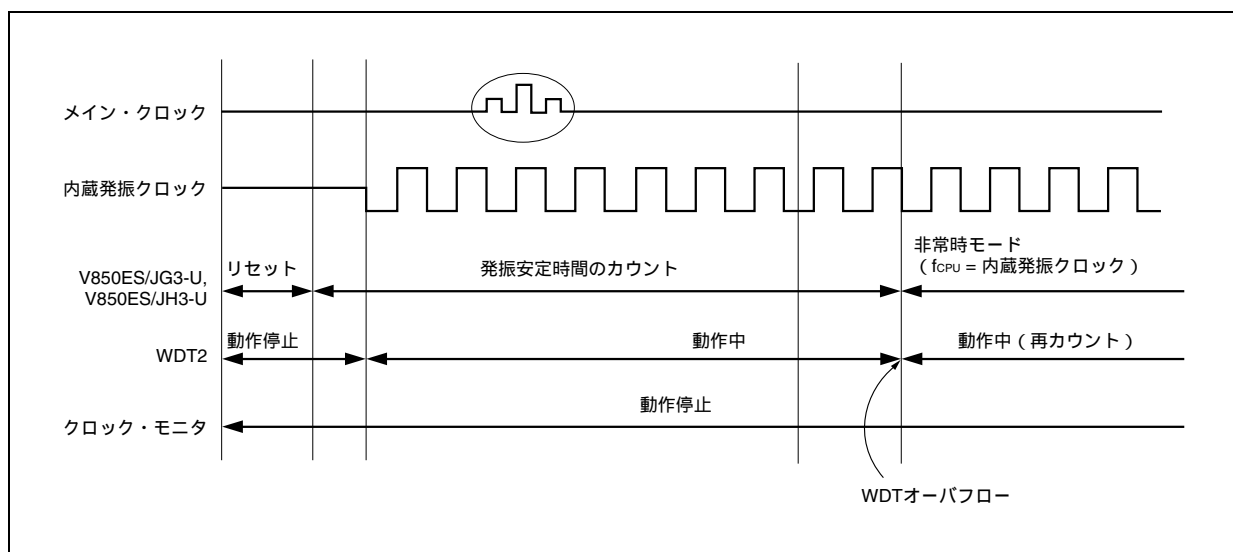 メイン・クロック
内蔵発振クロック
V850ES/JG3-U,
V850ES/JH3-U
リセット
発振安定時間のカウント
非常時モード
( fCPU = 内蔵発振クロック )
WDT2
動作停止
動作中
動作中 ( 再カウント )
クロック・モニタ
動作停止
WDTオーバフロー